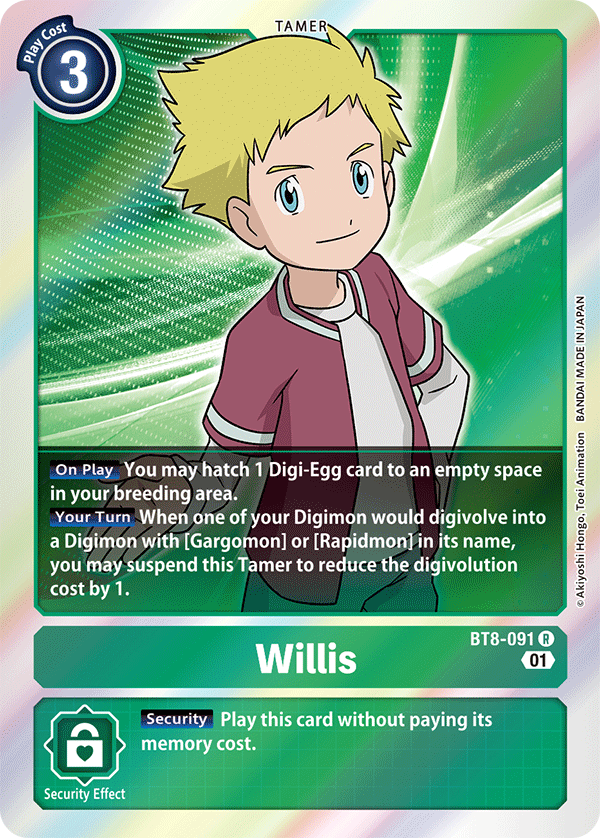 TAMER
Play Cost
3
On Play You may hatch 1 Digi-Egg card to an empty space
in your breeding area.
Your Turn When one of your Digimon would digivolve into
a Digimon with [Gargomon] or [Rapidmon] in its name,
you may suspend this Tamer to reduce the digivolution
cost by 1.
© Akiyoshi Hongo, Toei Animation BANDAI MADE IN JAPAN
BT8-091 R
Willis
01
Security Play this card without paying its
memory cost.
Security Effect